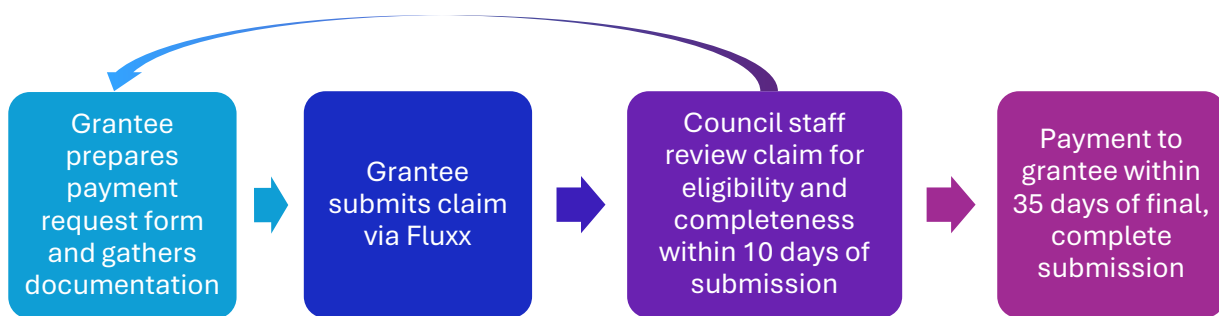 Grantee
prepares
payment
request form
and gathers
documentation
Grantee
submits claim
via Fluxx
Council staff
review claim for
eligibility and
completeness
within 10 days of
submission
Payment to
grantee within
35 days of final,
complete
submission